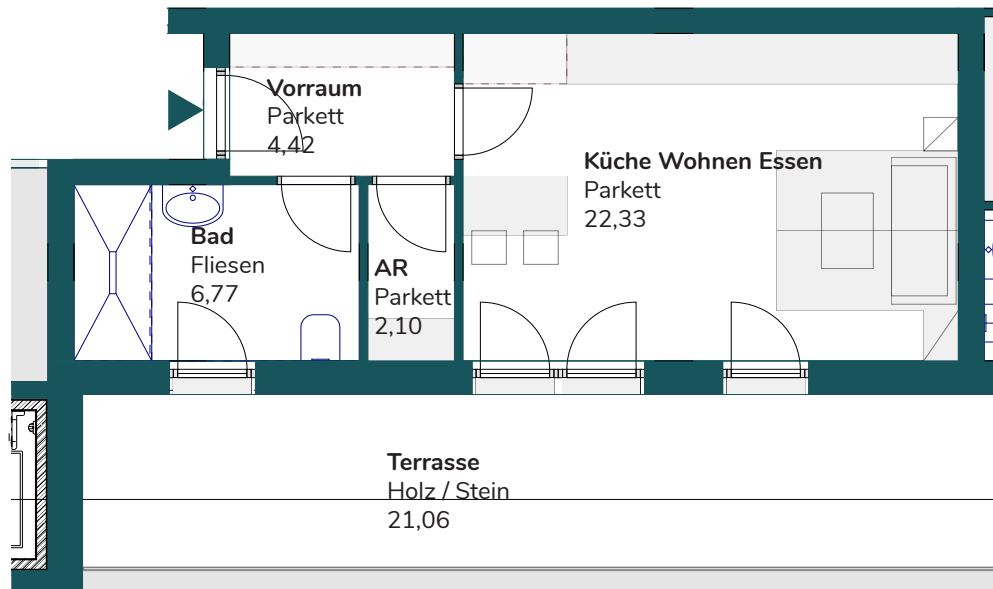 Vorraum
Parkett
4,42
Küche Wohnen Essen
Parkett
22,33
Bad
Fliesen
6,77
AR
Parkett
2,10
Terrasse
Holz / Stein
21,06